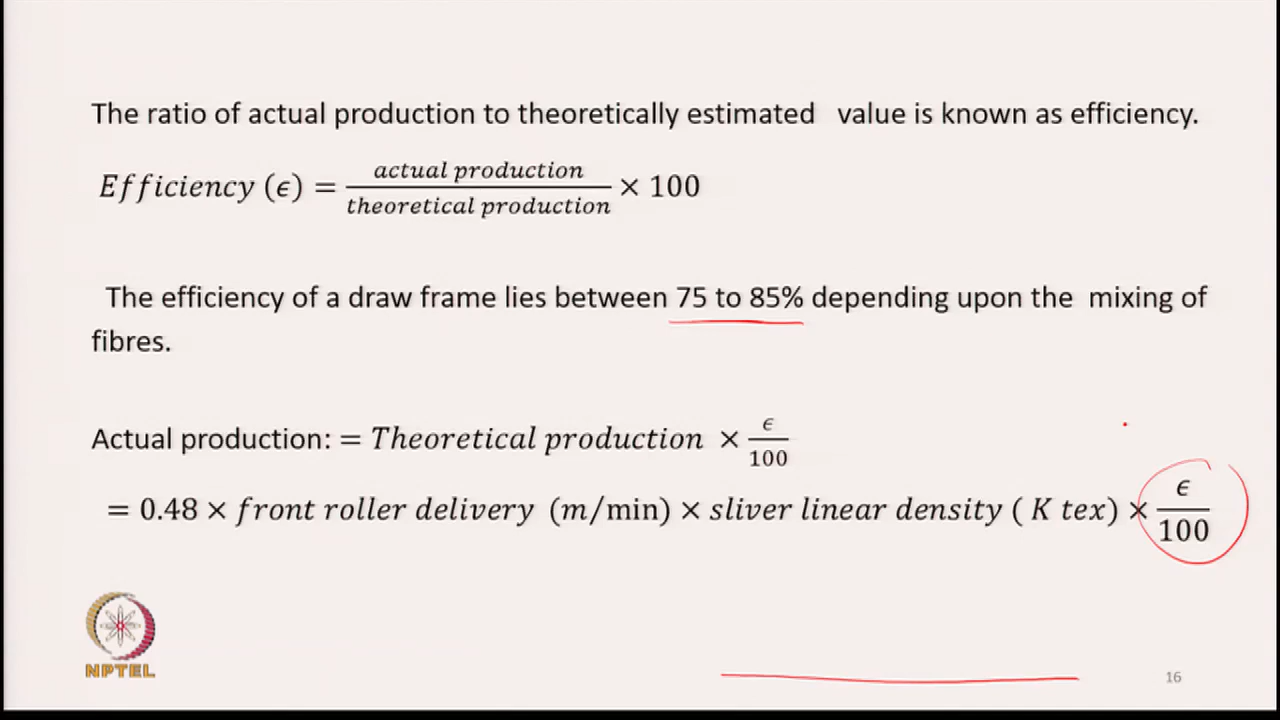 The ratio of actual production to theoretically estimated value is known as efficiency.
Efficiency (ϵ) = actual production / theoretical production × 100
The efficiency of a draw frame lies between 75 to 85% depending upon the mixing of
fibres.
Actual production: = Theoretical production × ϵ/100
= 0.48 × front roller delivery (m/min) × sliver linear density ( K tex) × ϵ/100
NPTEL
16